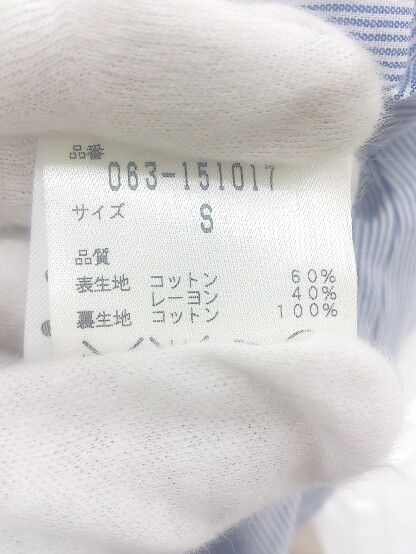 品番
063-151017
サイズ S
品質
表生地 コットン 60%
レーヨン 40%
裏生地 コットン 100%